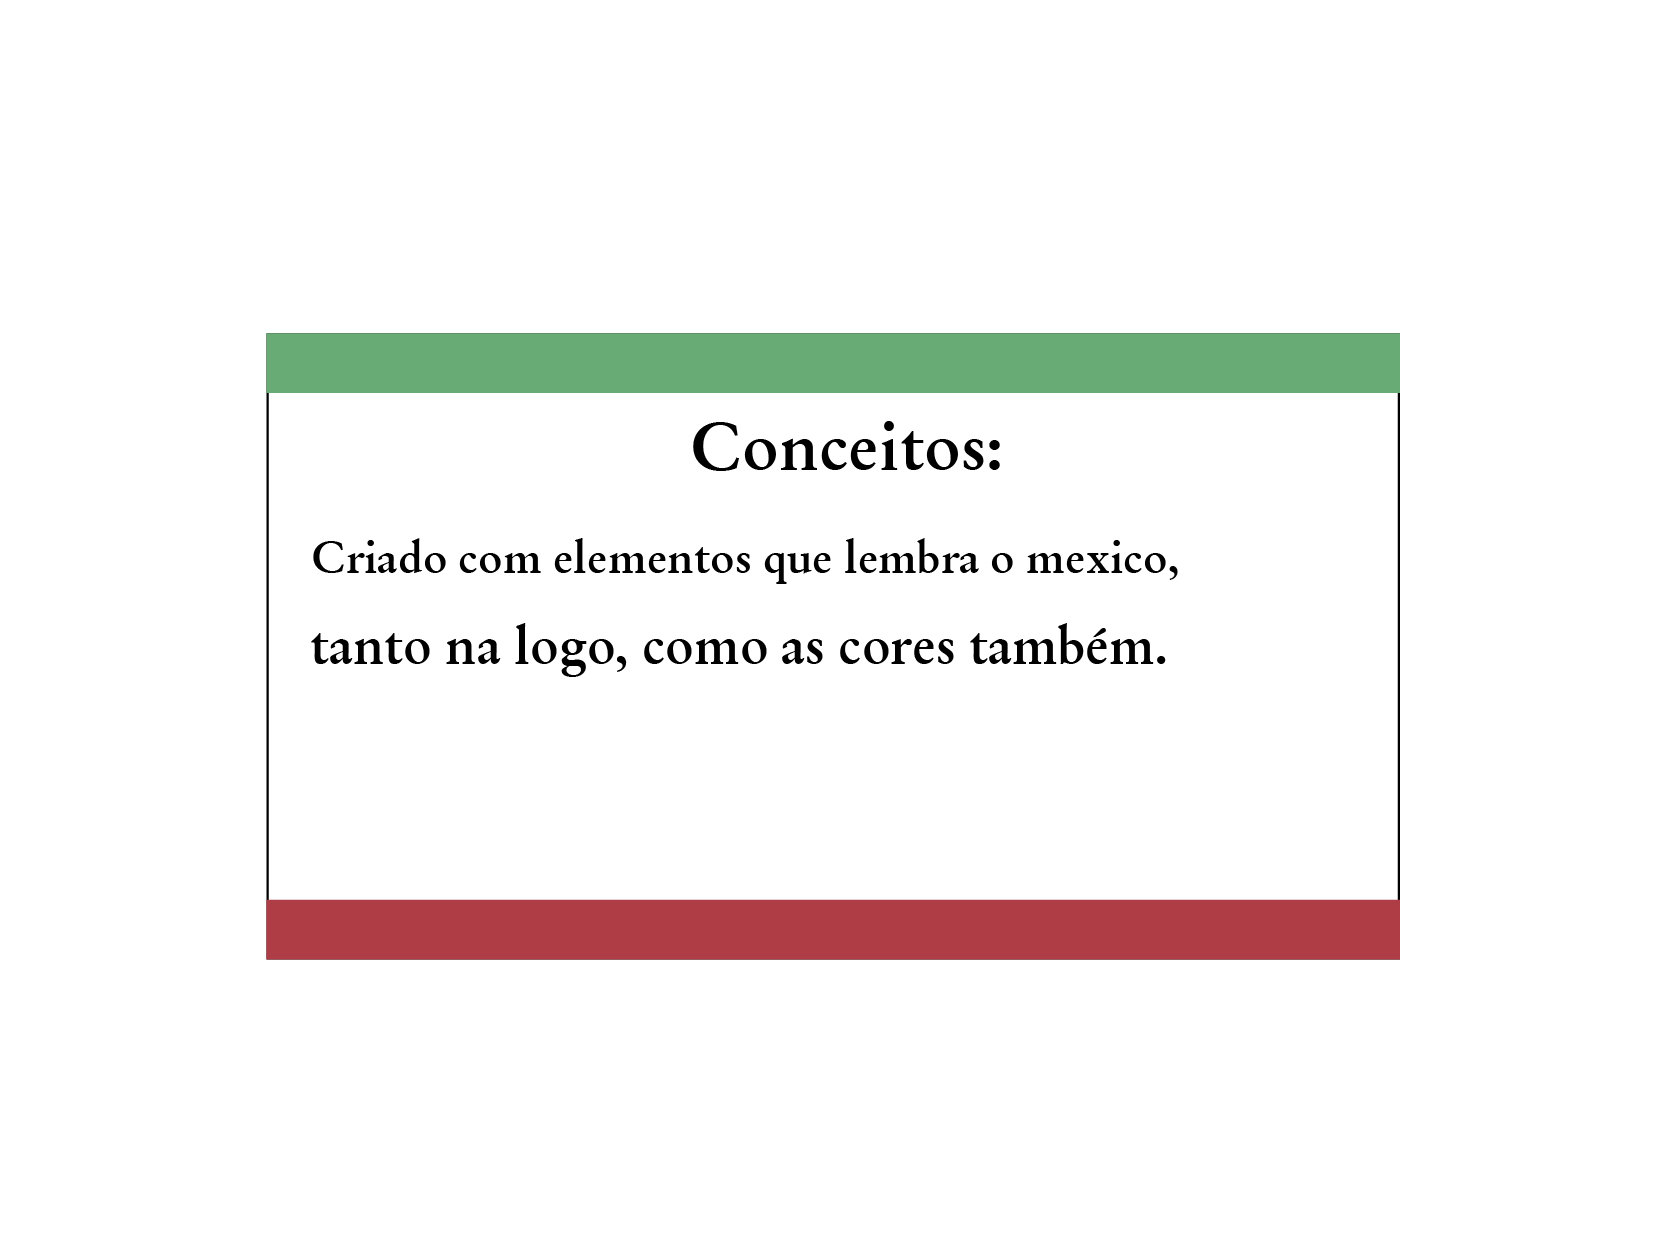 Conceitos:
Criado com elementos que lembra o mexico,
tanto na logo, como as cores também.